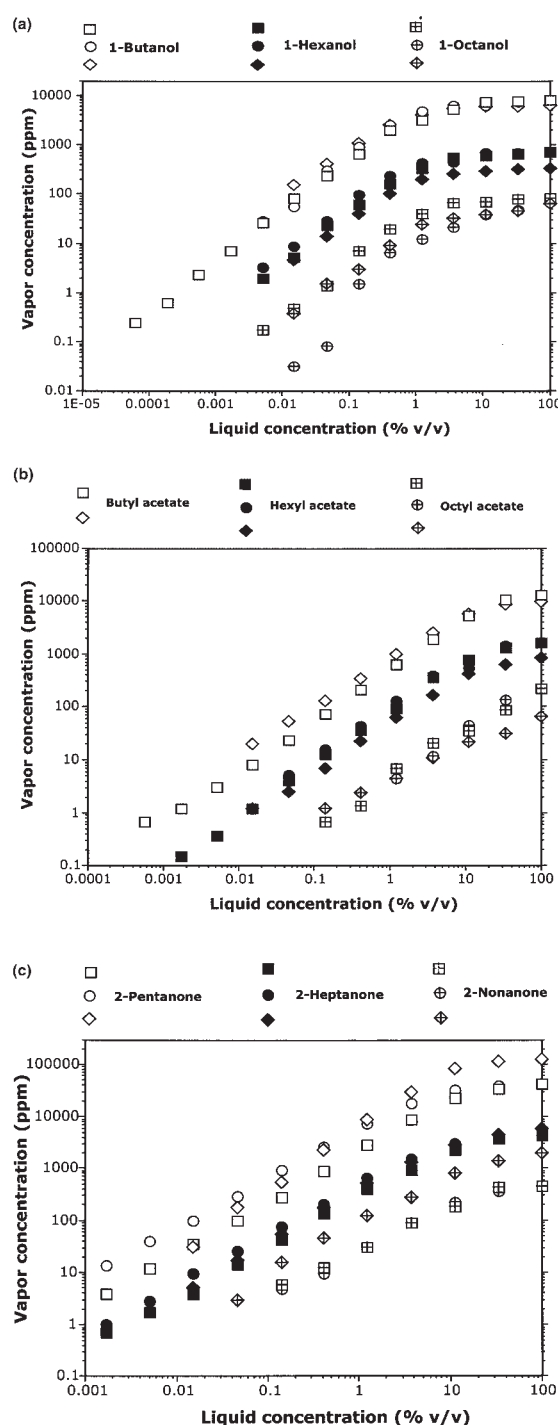 (a)
1-Butanol 1-Hexanol 1-Octanol
10000
1000
100
10
1
0.1
0.01
Vapor concentration (ppm)
1E-05 0.0001 0.001 0.01 0.1 1 10 100
Liquid concentration (% v/v)
(b)
Butyl acetate Hexyl acetate Octyl acetate
100000
10000
1000
100
10
1
0.1
Vapor concentration (ppm)
0.0001 0.001 0.01 0.1 1 10 100
Liquid concentration (% v/v)
(c)
2-Pentanone 2-Heptanone 2-Nonanone
100000
10000
1000
100
10
1
0.1
Vapor concentration (ppm)
0.001 0.01 0.1 1 10 100
Liquid concentration (% v/v)